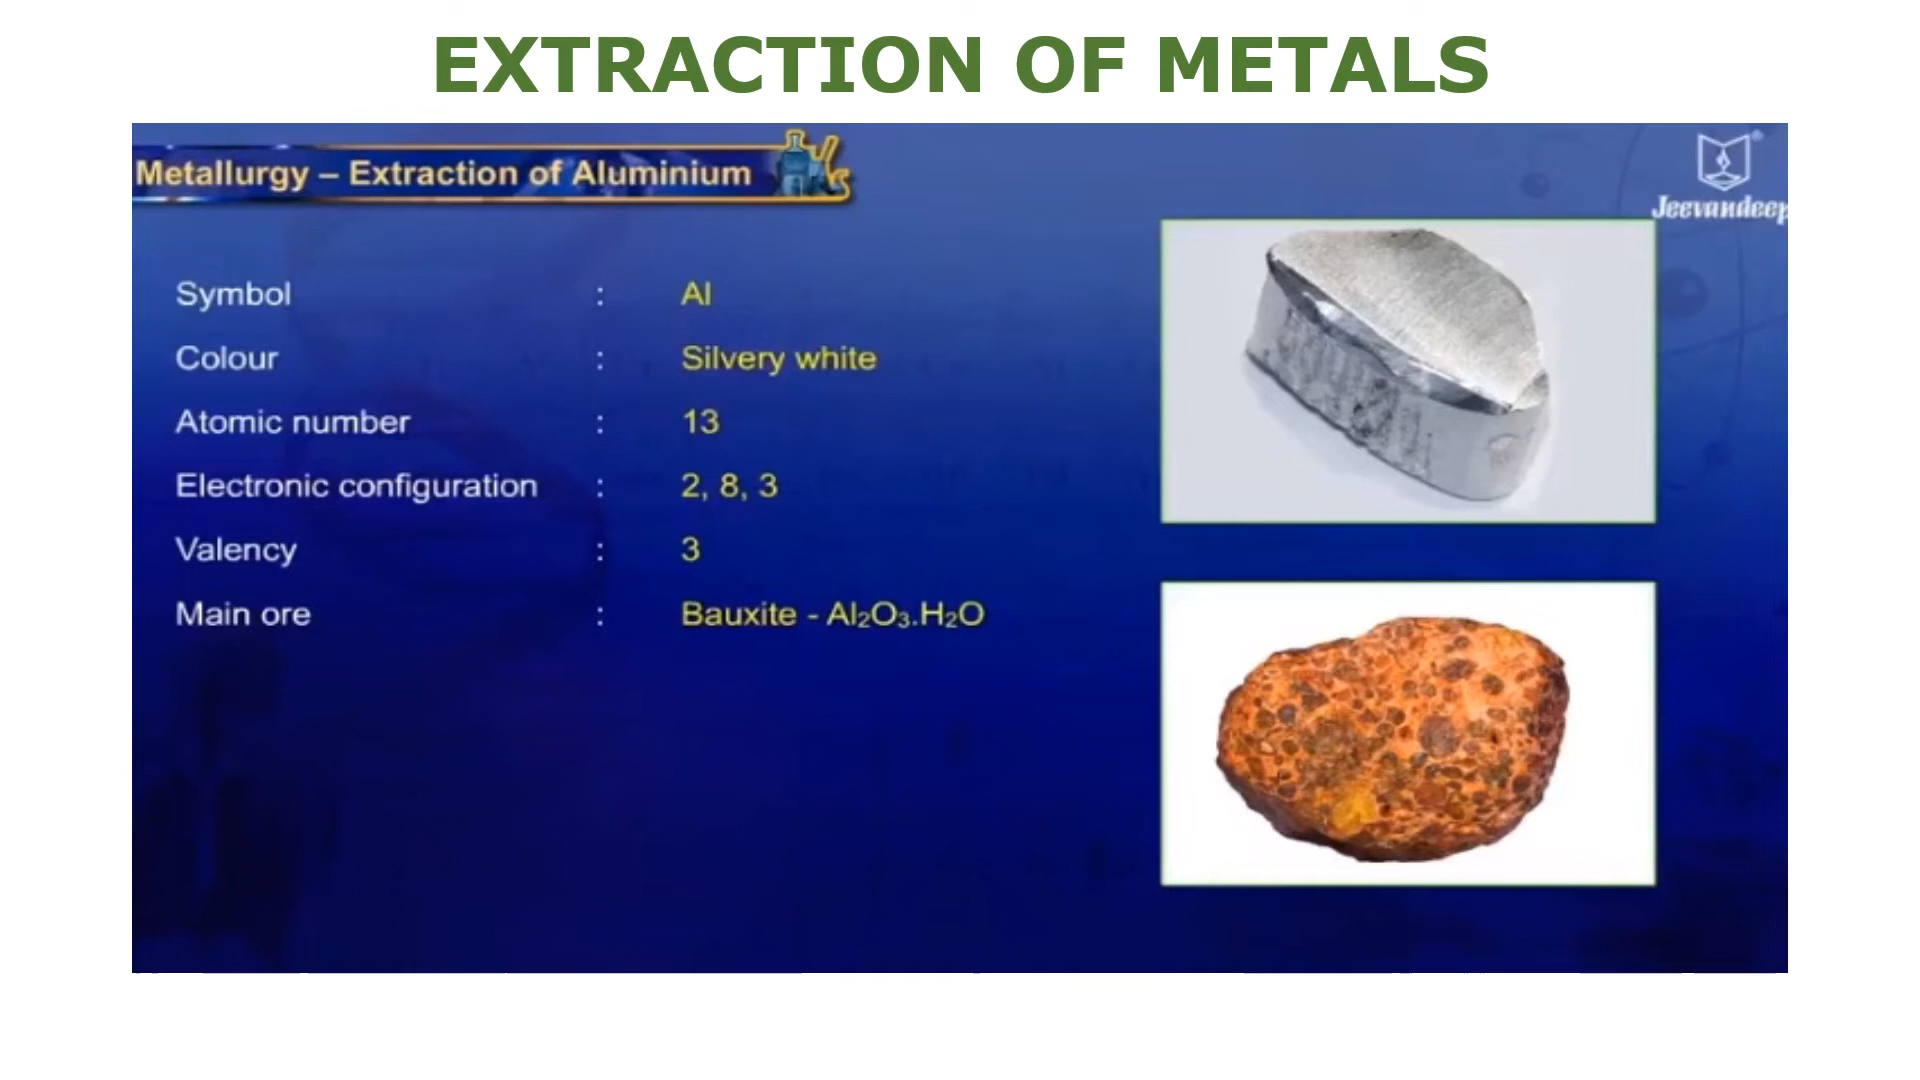 EXTRACTION OF METALS
Metallurgy – Extraction of Aluminium
Jeevandeep
Symbol : Al
Colour : Silvery white
Atomic number : 13
Electronic configuration : 2, 8, 3
Valency : 3
Main ore : Bauxite - Al₂O₃.H₂O